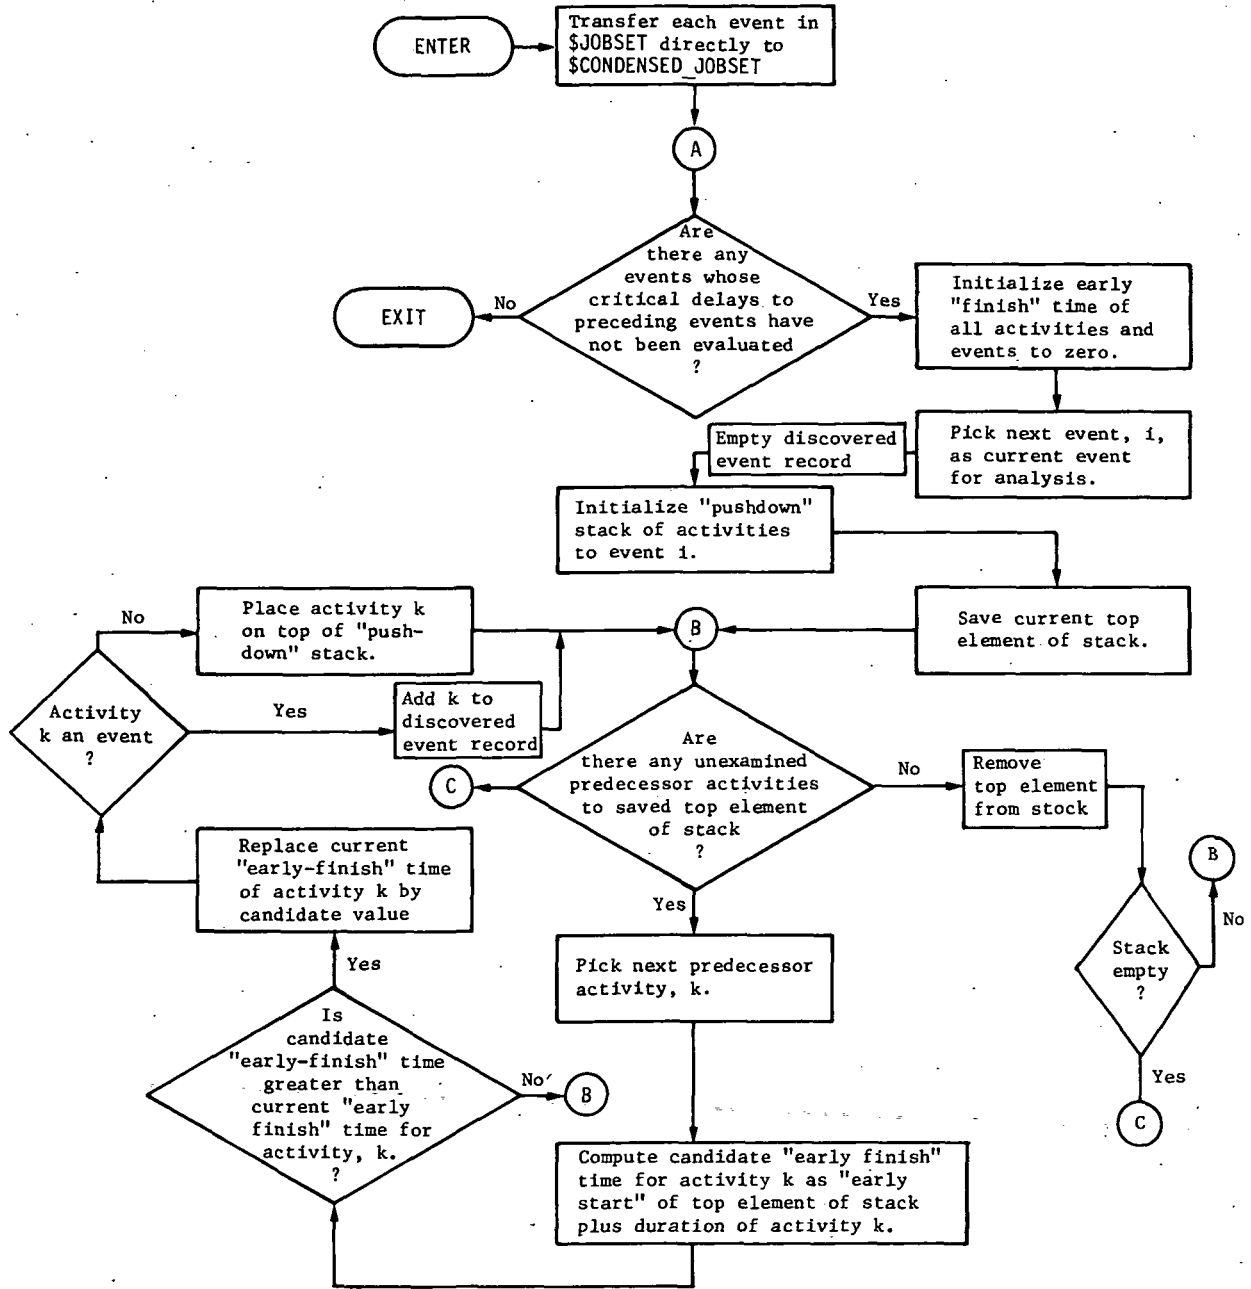 ENTER
Transfer each event in
$JOBSET directly to
$CONDENSED_JOBSET
A
Are
there any
events whose
critical delays to
preceding events have
not been evaluated
?
No
EXIT
Yes
Initialize early
"finish" time of
all activities and
events to zero.
Pick next event, i,
as current event
for analysis.
Empty discovered
event record
Initialize "pushdown"
stack of activities
to event i.
Save current top
element of stack.
B
No
Place activity k
on top of "push-
down" stack.
Activity
k an event
?
Yes
Add k to
discovered
event record
C
Are
there any unexamined
predecessor activities
to saved top element
of stack
?
No
Remove
top element
from stock
B
No
Stack
empty
?
Yes
C
Yes
Pick next predecessor
activity, k.
Replace current
"early-finish" time
of activity k by
candidate value
Yes
Is
candidate
"early-finish" time
greater than
current "early
finish" time for
activity, k.
?
No
B
Compute candidate "early finish"
time for activity k as "early
start" of top element of stack
plus duration of activity k.